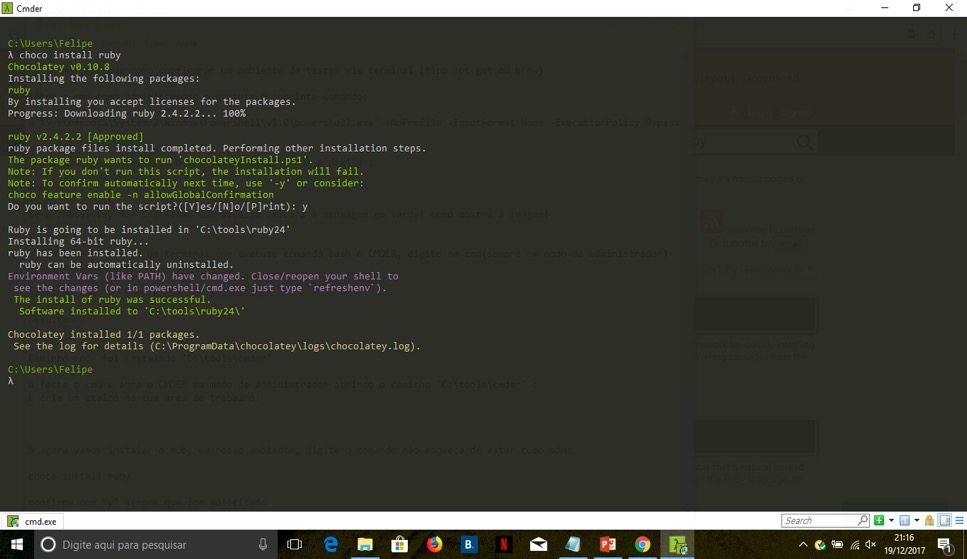 Cmder
C:\Users\Felipe
λ choco install ruby
Chocolatey v0.10.8
Installing the following packages:
ruby
By installing you accept licenses for the packages.
Progress: Downloading ruby 2.4.2.2... 100%
ruby v2.4.2.2 [Approved]
ruby package files install completed. Performing other installation steps.
The package ruby wants to run 'chocolateyInstall.ps1'.
Note: If you don't run this script, the installation will fail.
Note: To confirm automatically next time, use '-y' or consider:
choco feature enable -n allowGlobalConfirmation
Do you want to run the script?([Y]es/[N]o/[P]rint): y
Ruby is going to be installed in 'C:\tools\ruby24'
Installing 64-bit ruby...
ruby has been installed.
ruby can be automatically uninstalled.
Environment Vars (like PATH) have changed. Close/reopen your shell to
see the changes (or in powershell/cmd.exe just type `refreshenv`).
The install of ruby was successful.
Software installed to 'C:\tools\ruby24\'
Chocolatey installed 1/1 packages.
See the log for details (C:\ProgramData\chocolatey\logs\chocolatey.log).
C:\Users\Felipe
λ
cmd.exe
Search
Digite aqui para pesquisar
21:16
19/12/2017